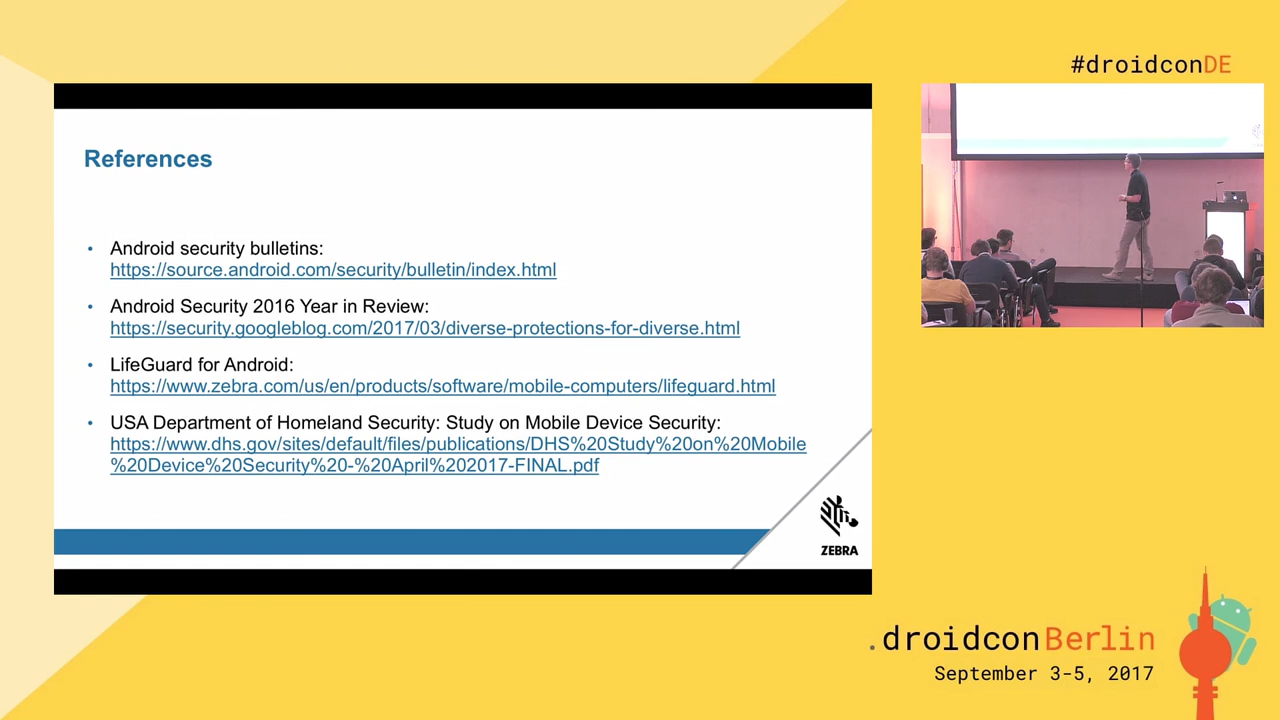 #droidconDE
References
• Android security bulletins:
https://source.android.com/security/bulletin/index.html
• Android Security 2016 Year in Review:
https://security.googleblog.com/2017/03/diverse-protections-for-diverse.html
• LifeGuard for Android:
https://www.zebra.com/us/en/products/software/mobile-computers/lifeguard.html
• USA Department of Homeland Security: Study on Mobile Device Security:
https://www.dhs.gov/sites/default/files/publications/DHS%20Study%20on%20Mobile
%20Device%20Security%20-%20April%202017-FINAL.pdf
ZEBRA
.droidconBerlin
September 3-5, 2017